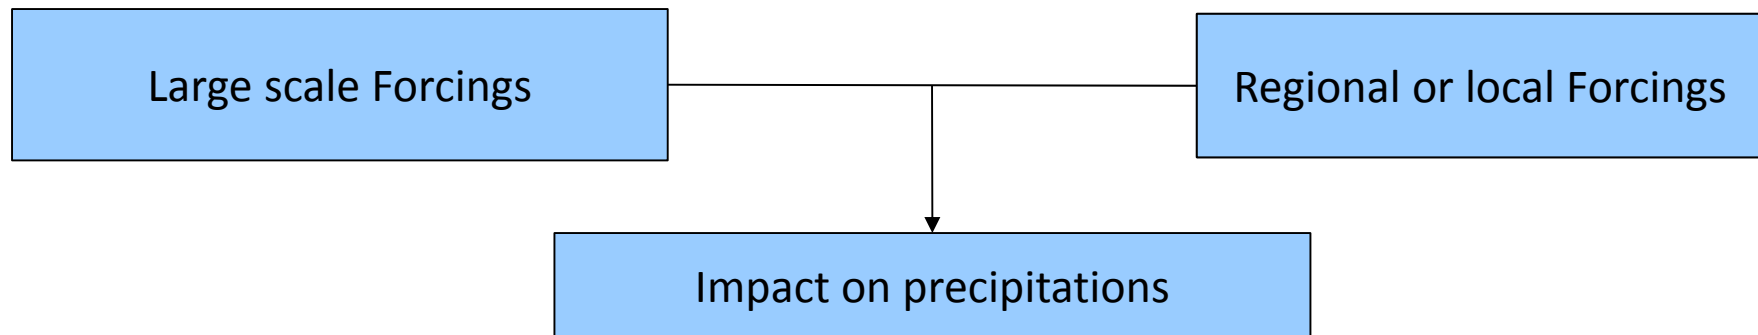 Large scale Forcings
Regional or local Forcings
Impact on precipitations